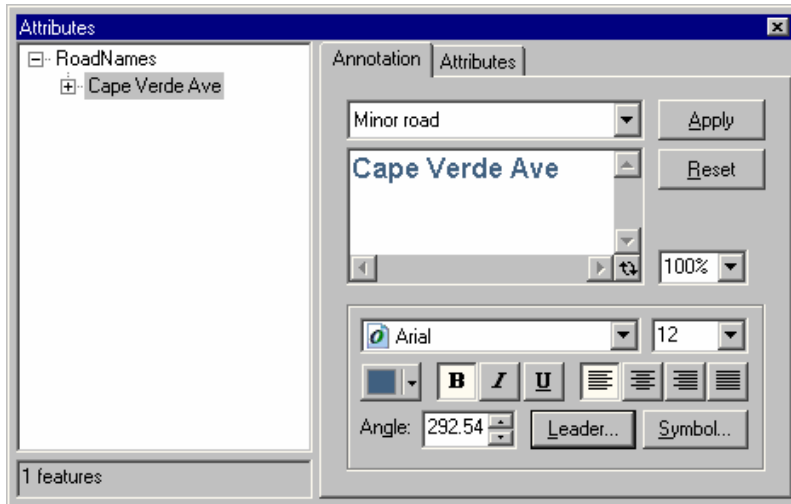 Attributes
RoadNames
Cape Verde Ave
1 features
Annotation
Attributes
Minor road
Apply
Cape Verde Ave
Reset
100%
Arial
12
B I U
Angle: 292.54 Leader... Symbol...